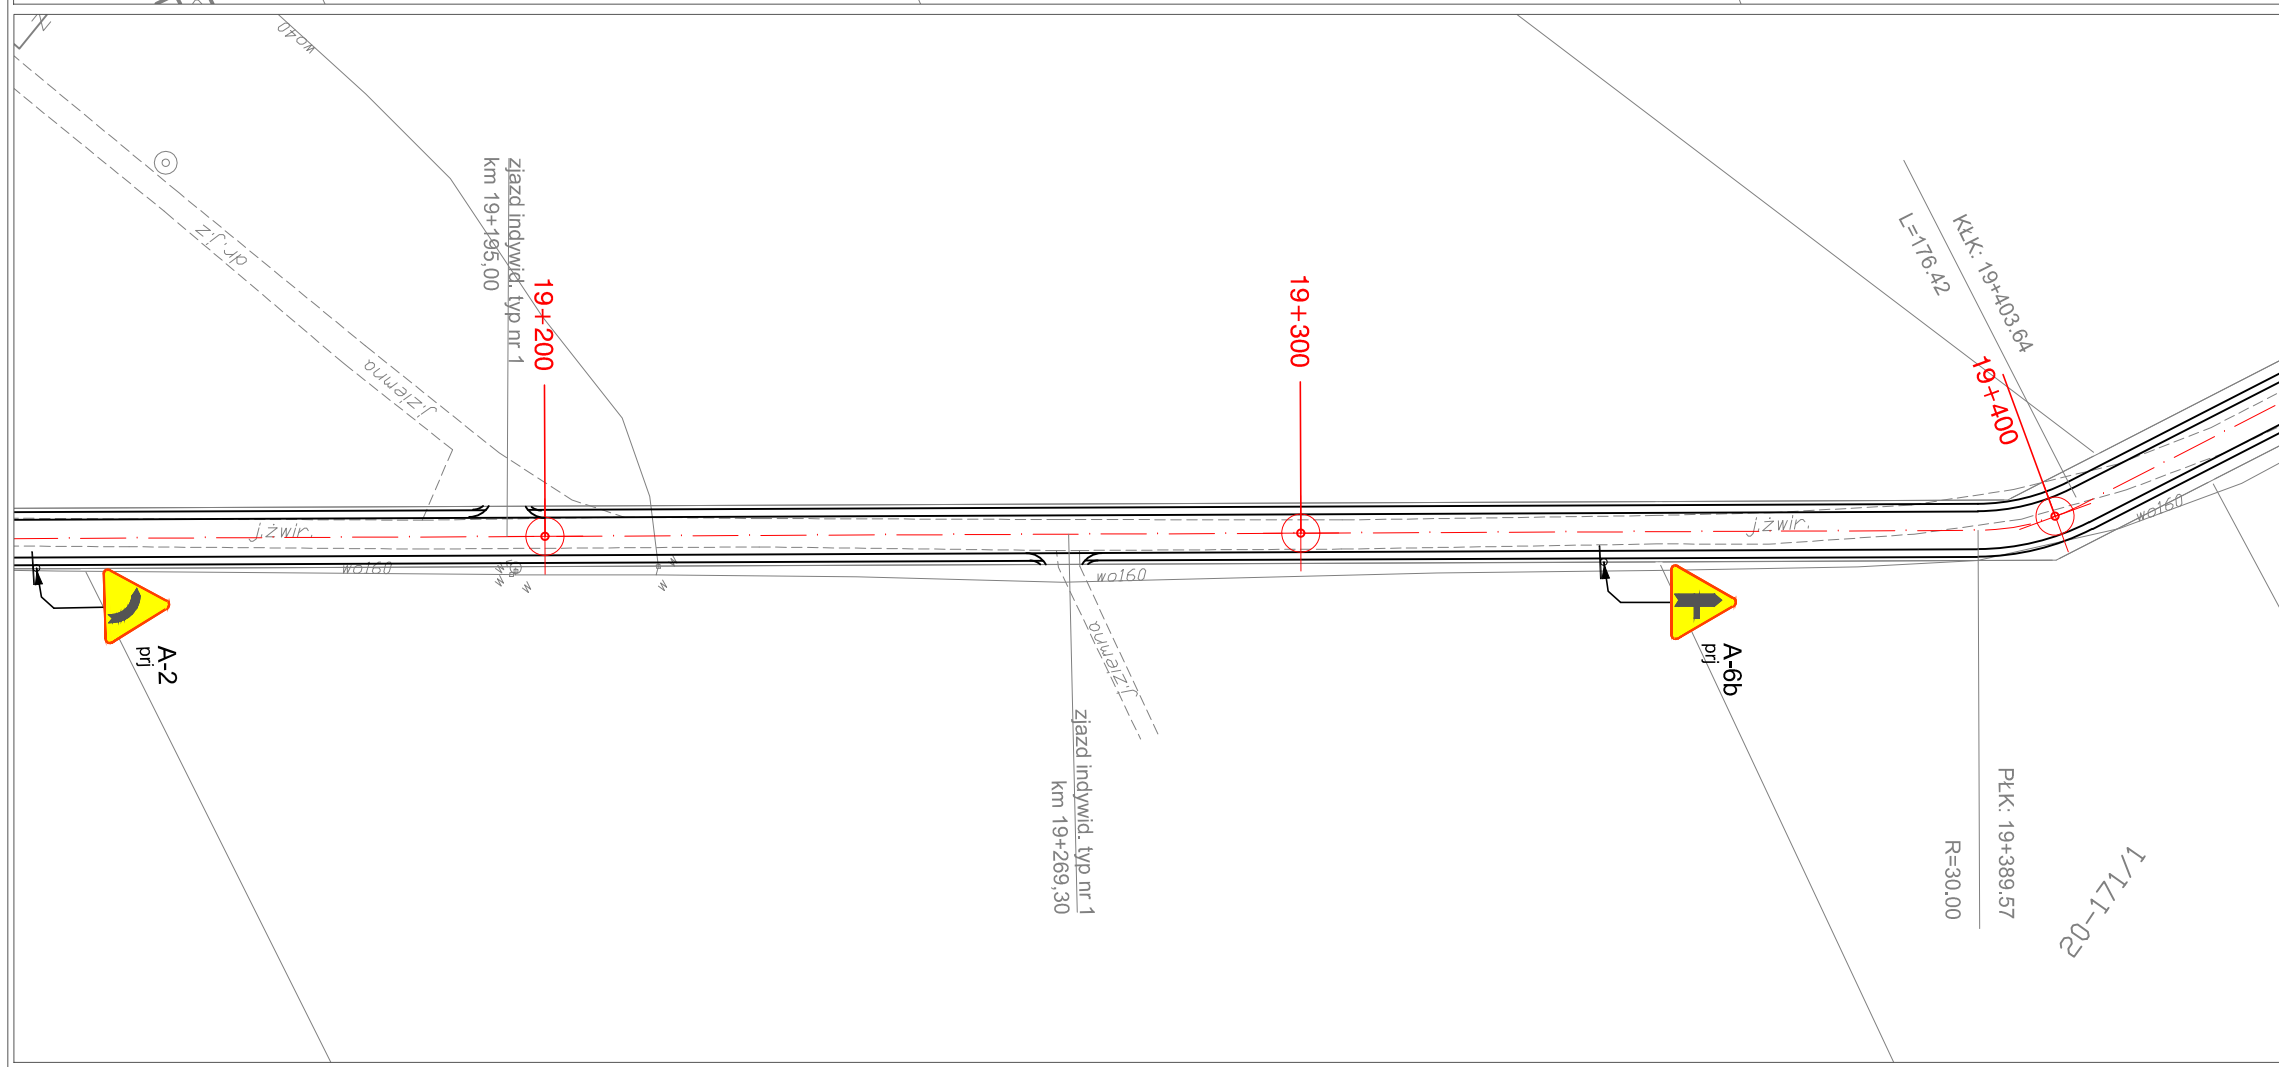 wo40
dr.jż
j.ziemna
zjazd indywid. typ nr 1
km 19+195,00
19+200
19+300
KŁK: 19+403.64
L=176.42
19+400
j.żwir.
j.żwir.
wo160
wo160
wo160
w
w
w
w
w
A-2
prj
j.ziemna
A-6b
prj
zjazd indywid. typ nr 1
km 19+269,30
PŁK: 19+389.57
R=30.00
20-171/1